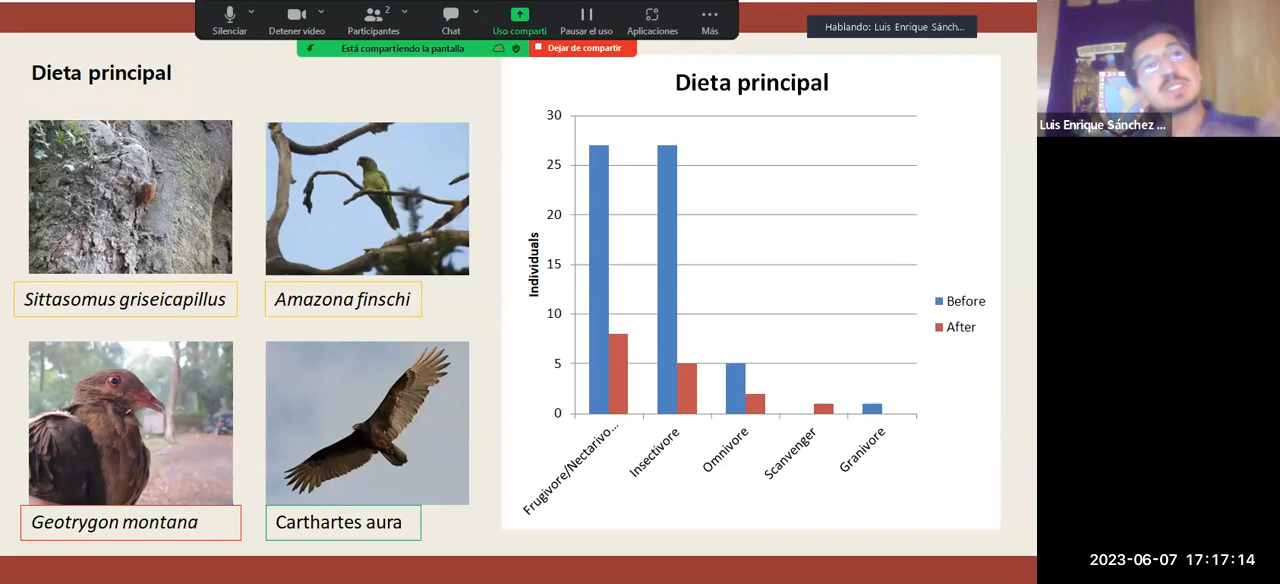 2
Silenciar
Detener video
Participantes
Chat
Uso comparti
Pausar el uso
Aplicaciones
Más
Hablando: Luis Enrique Sánch...
Está compartiendo la pantalla
Dejar de compartir
Luis Enrique Sánchez ...
Dieta principal
Sittasomus griseicapillus
Amazona finschi
Geotrygon montana
Carthartes aura
Dieta principal
Individuals
30
25
20
15
10
5
0
Frugivore/Nectarivo...
Insectivore
Omnivore
Scanvenger
Granivore
Before
After
2023-06-07 17:17:14